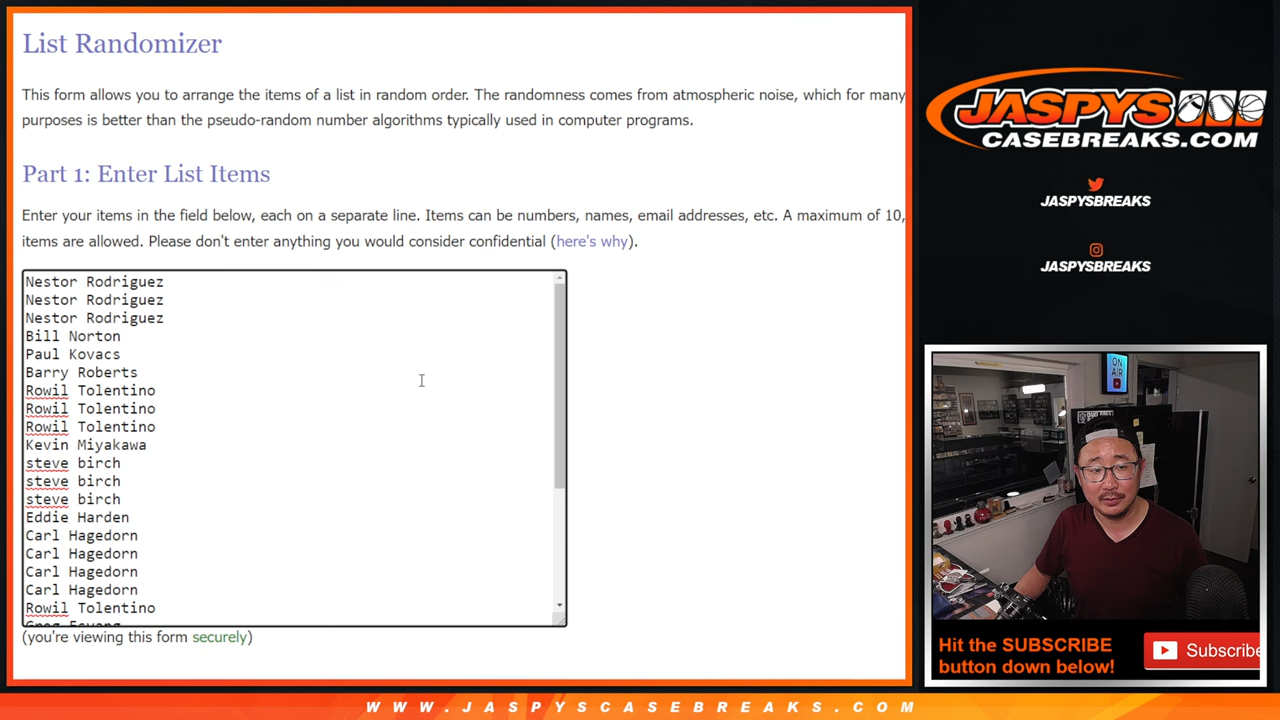 List Randomizer
This form allows you to arrange the items of a list in random order. The randomness comes from atmospheric noise, which for many
purposes is better than the pseudo-random number algorithms typically used in computer programs.
Part 1: Enter List Items
Enter your items in the field below, each on a separate line. Items can be numbers, names, email addresses, etc. A maximum of 10,
items are allowed. Please don't enter anything you would consider confidential (here's why).
Nestor Rodriguez
Nestor Rodriguez
Nestor Rodriguez
Bill Norton
Paul Kovacs
Barry Roberts
Rowil Tolentino
Rowil Tolentino
Rowil Tolentino
Kevin Miyakawa
steve birch
steve birch
steve birch
Eddie Harden
Carl Hagedorn
Carl Hagedorn
Carl Hagedorn
Carl Hagedorn
Rowil Tolentino
(you're viewing this form securely)
JASPYS
CASEBREAKS.COM
JASPYSBREAKS
JASPYSBREAKS
ON
AIR
Hit the SUBSCRIBE
button down below!
Subscribe
WWW.JASPYSCASEBREAKS.COM